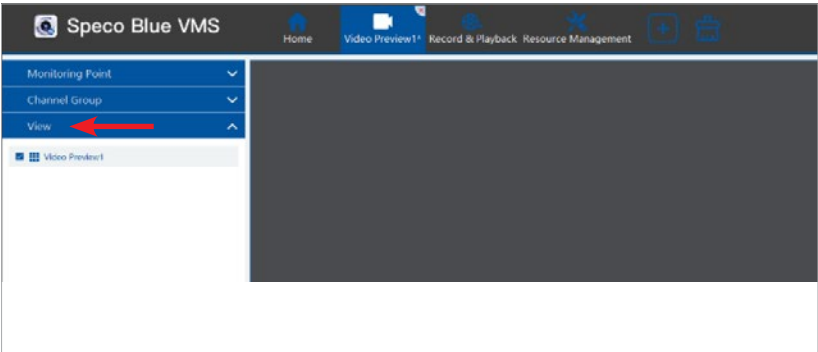 Speco Blue VMS
Home
Video Preview1*
Record & Playback
Resource Management
Monitoring Point
Channel Group
View
Video Preview1